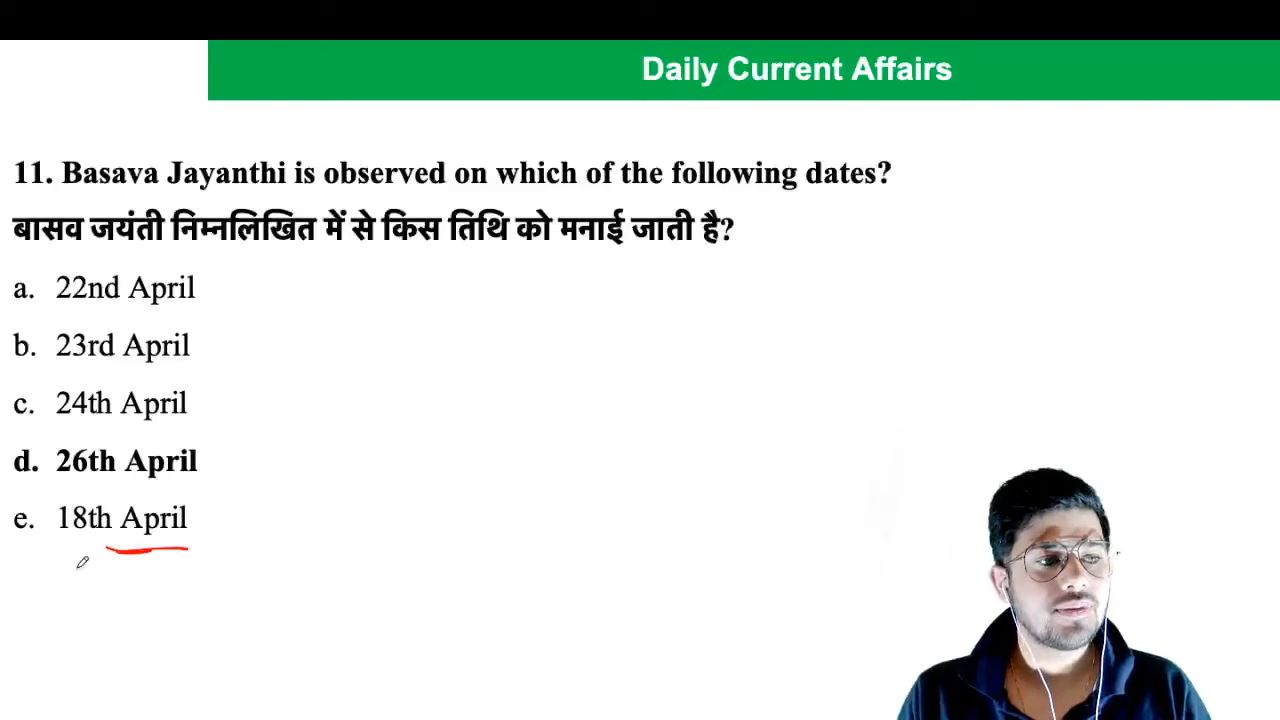 Daily Current Affairs
11. Basava Jayanthi is observed on which of the following dates?
बासव जयंती निम्नलिखित में से किस तिथि को मनाई जाती है?
a. 22nd April
b. 23rd April
c. 24th April
d. 26th April
e. 18th April